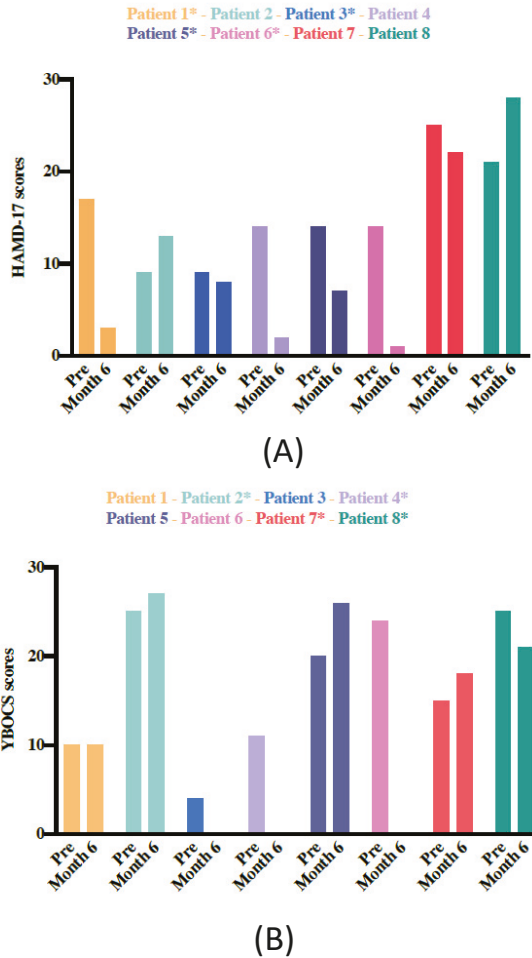 Patient 1* - Patient 2 - Patient 3* - Patient 4
Patient 5* - Patient 6* - Patient 7 - Patient 8
HAMD-17 scores
30
20
10
0
Pre Month 6 Pre Month 6 Pre Month 6 Pre Month 6 Pre Month 6 Pre Month 6 Pre Month 6 Pre Month 6
(A)
Patient 1 - Patient 2* - Patient 3 - Patient 4*
Patient 5 - Patient 6 - Patient 7* - Patient 8*
YBOCS scores
30
20
10
0
Pre Month 6 Pre Month 6 Pre Month 6 Pre Month 6 Pre Month 6 Pre Month 6 Pre Month 6 Pre Month 6
(B)